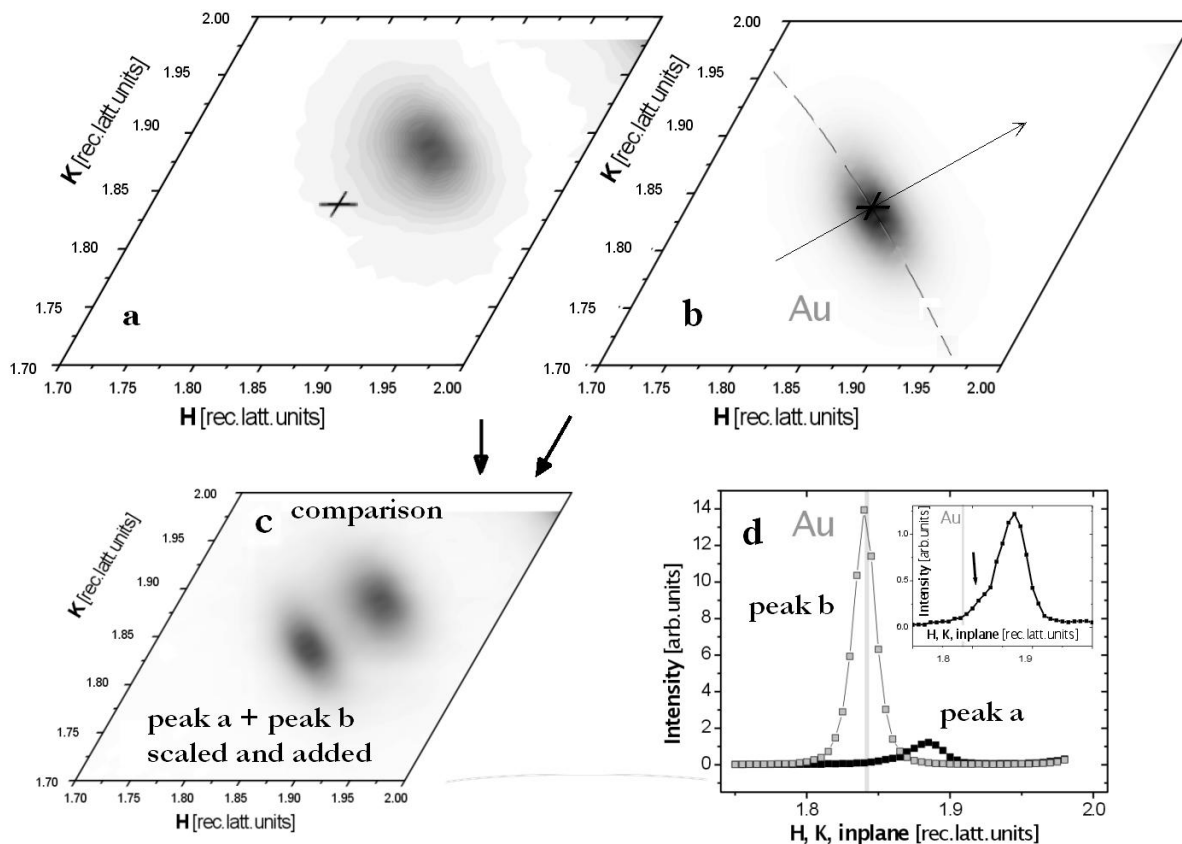 2.00
1.95
1.90
1.85
1.80
1.75
1.70
K [rec.latt.units]
a
1.70 1.75 1.80 1.85 1.90 1.95 2.00
H [rec.latt.units]
2.00
1.95
1.90
1.85
1.80
1.75
1.70
K [rec.latt.units]
Au
b
1.70 1.75 1.80 1.85 1.90 1.95 2.00
H [rec.latt.units]
2.00
1.95
1.90
1.85
1.80
1.75
1.70
K [rec.latt.units]
c
comparison
peak a + peak b
scaled and added
1.70 1.75 1.80 1.85 1.90 1.95 2.00
H [rec.latt.units]
14
12
10
8
6
4
2
0
Intensity [arb.units]
d
Au
peak b
peak a
1.8 1.9 2.0
H, K, inplane [rec.latt.units]
Au
1.0
0.5
0.0
Intensity [arb.units]
H, K, inplane [rec.latt.units]
1.8 1.9